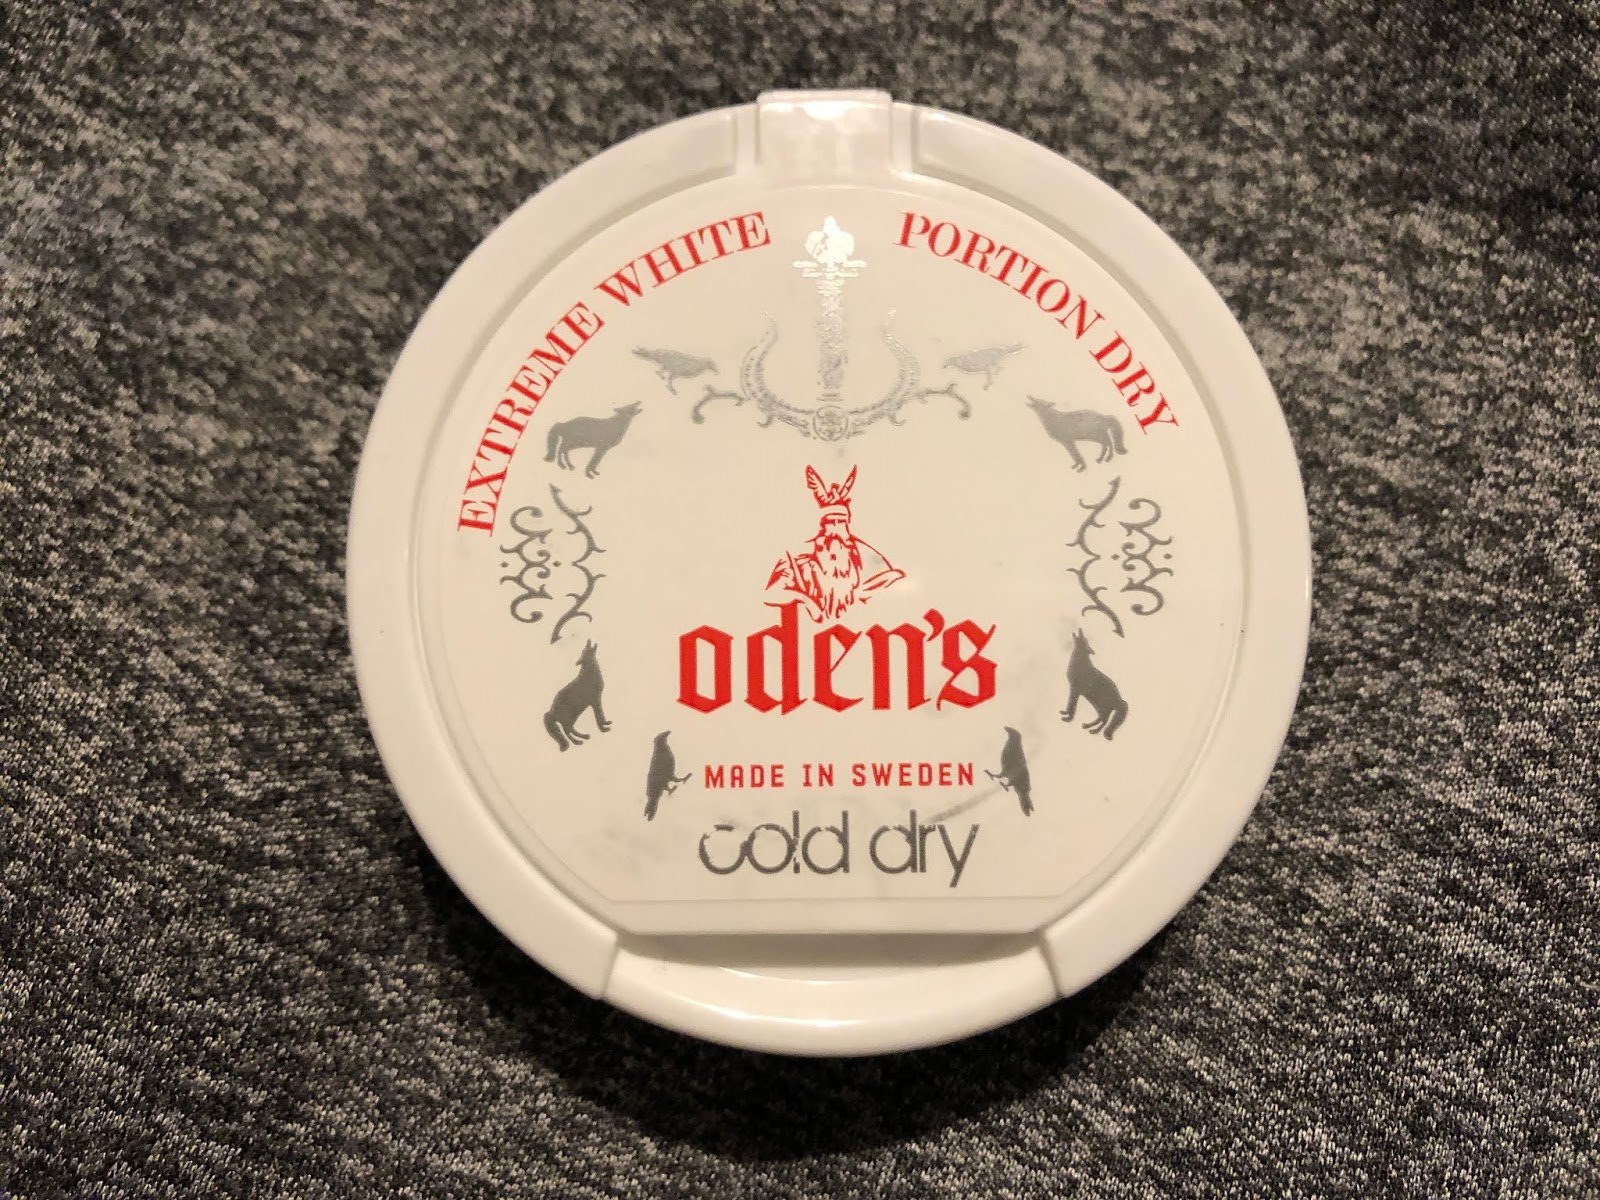 EXTREME WHITE PORTION DRY
oden's
MADE IN SWEDEN
cold dry